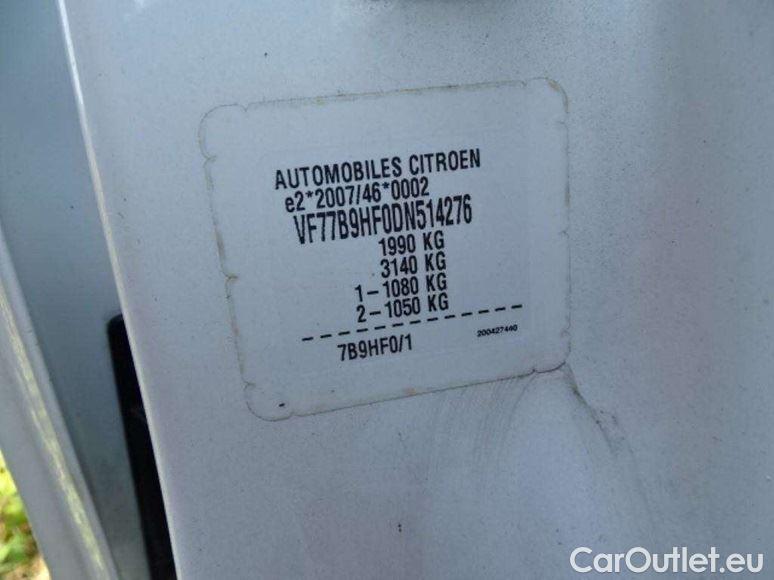 AUTOMOBILES CITROEN
e2*2007/46*0002
VF77B9HF0DN514276
1990 KG
3140 KG
1-1080 KG
2-1050 KG
7B9HF0/1
200427440
CarOutlet.eu